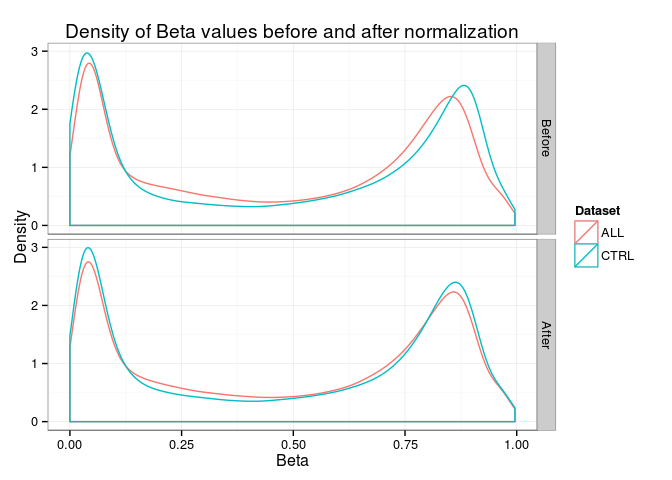 Density of Beta values before and after normalization
3
2
1
0
Before
3
2
1
0
After
Density
0.00 0.25 0.50 0.75 1.00
Beta
Dataset
ALL
CTRL